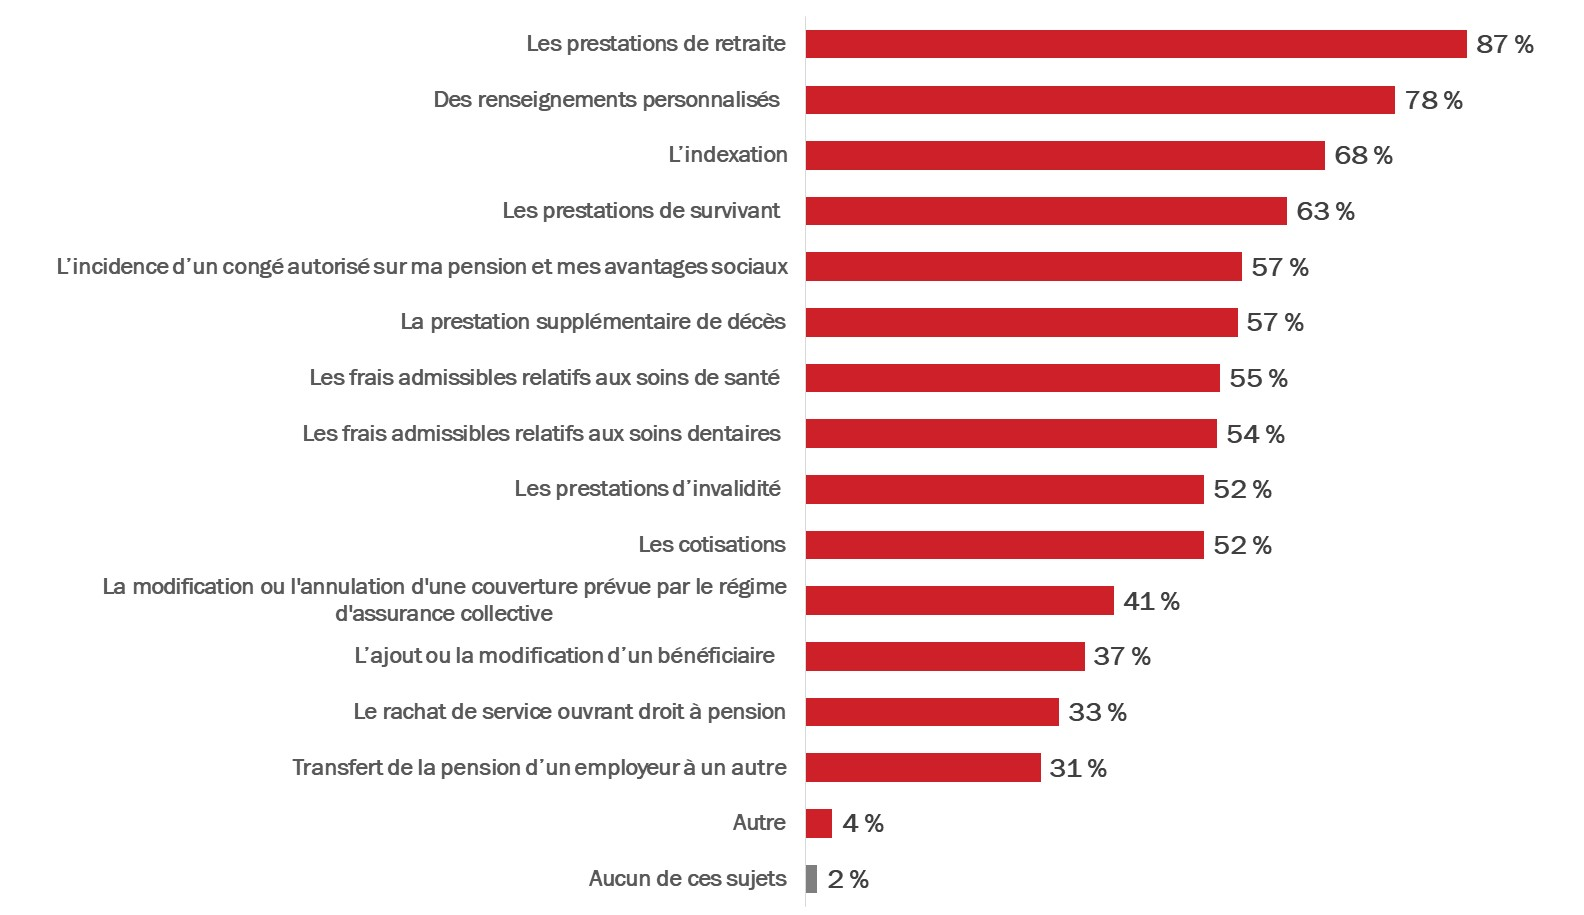 Les prestations de retraite 87 %
Des renseignements personnalisés 78 %
L’indexation 68 %
Les prestations de survivant 63 %
L’incidence d’un congé autorisé sur ma pension et mes avantages sociaux 57 %
La prestation supplémentaire de décès 57 %
Les frais admissibles relatifs aux soins de santé 55 %
Les frais admissibles relatifs aux soins dentaires 54 %
Les prestations d’invalidité 52 %
Les cotisations 52 %
La modification ou l'annulation d'une couverture prévue par le régime
d'assurance collective 41 %
L’ajout ou la modification d’un bénéficiaire 37 %
Le rachat de service ouvrant droit à pension 33 %
Transfert de la pension d’un employeur à un autre 31 %
Autre 4 %
Aucun de ces sujets 2 %